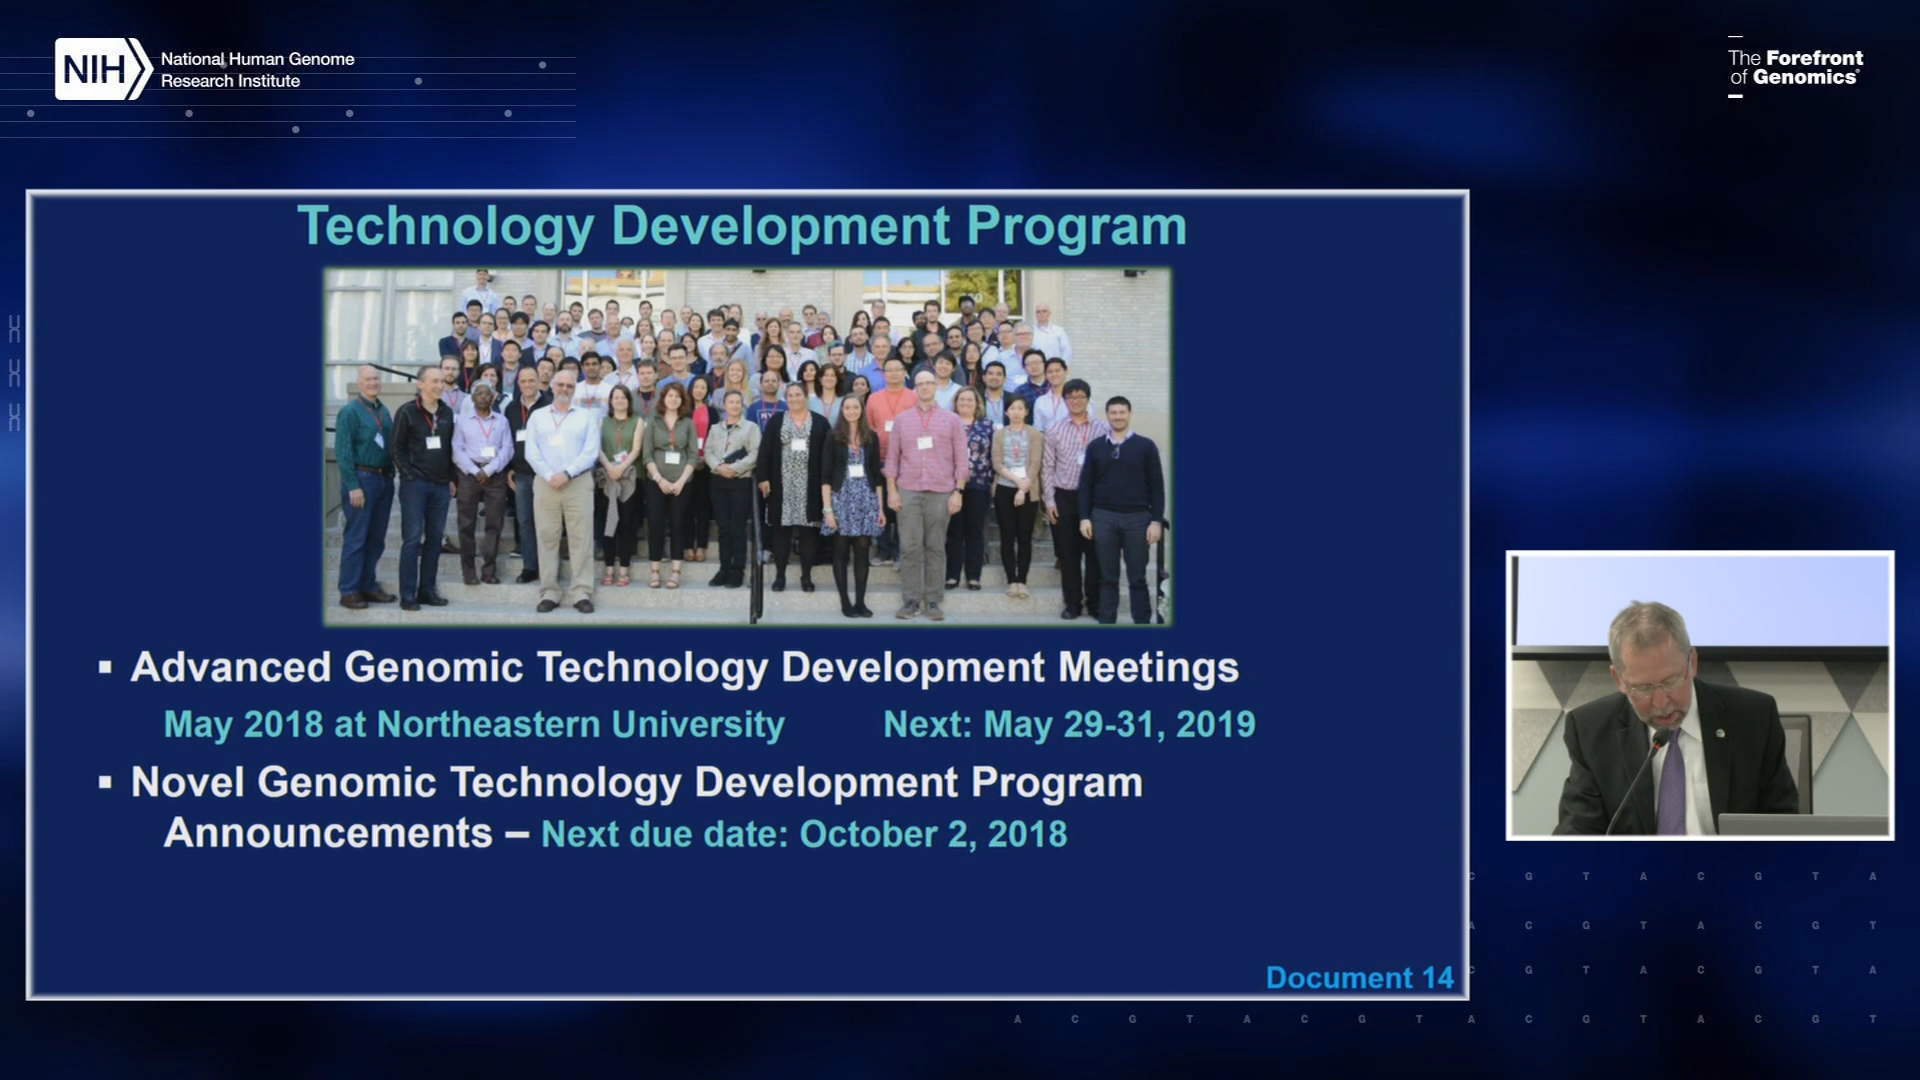 NIH
National Human Genome
Research Institute
The Forefront
of Genomics®
Technology Development Program
▪ Advanced Genomic Technology Development Meetings
May 2018 at Northeastern University Next: May 29-31, 2019
▪ Novel Genomic Technology Development Program
Announcements – Next due date: October 2, 2018
Document 14
C G T A C G T A
A C G T A C G T
C G T A C G T A
A C G T A C G T A C G T A C G T